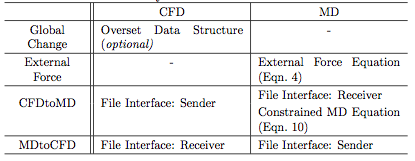 CFD MD
Global Overset Data Structure -
Change (optional)
External - External Force Equation
Force (Eqn. 4)
CFDtoMD File Interface: Sender File Interface: Receiver
Constrained MD Equation
(Eqn. 10)
MDtoCFD File Interface: Receiver File Interface: Sender